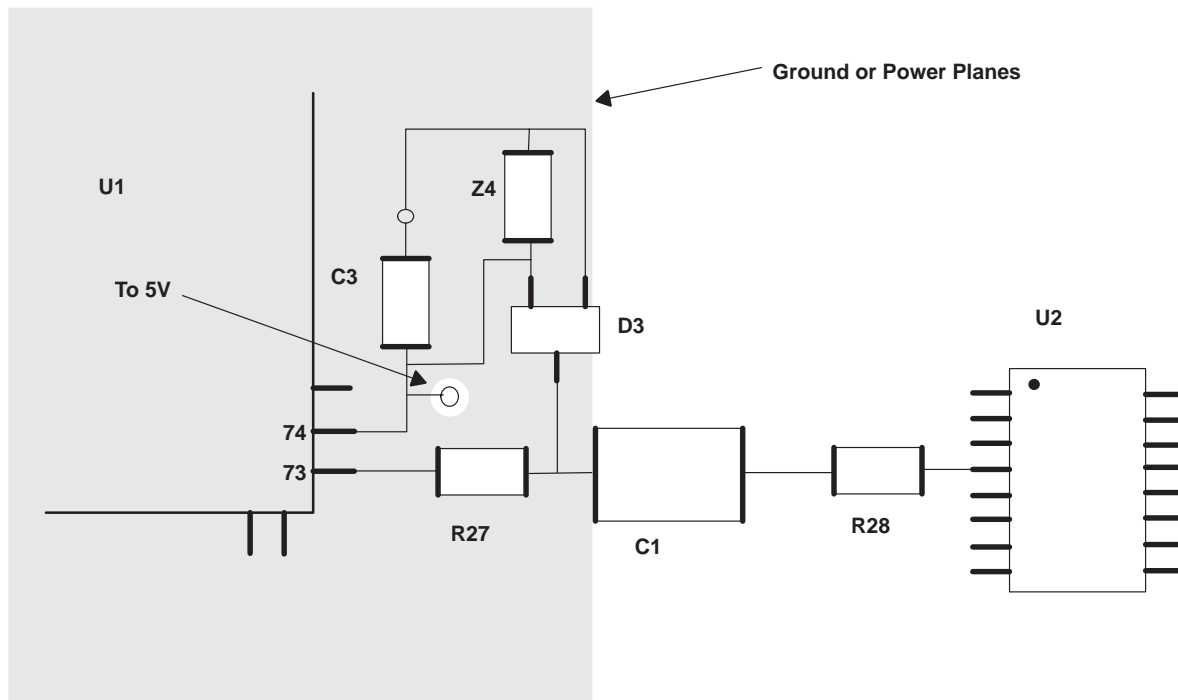 Ground or Power Planes
U1
Z4
C3
To 5V
D3
U2
74
73
R27
C1
R28